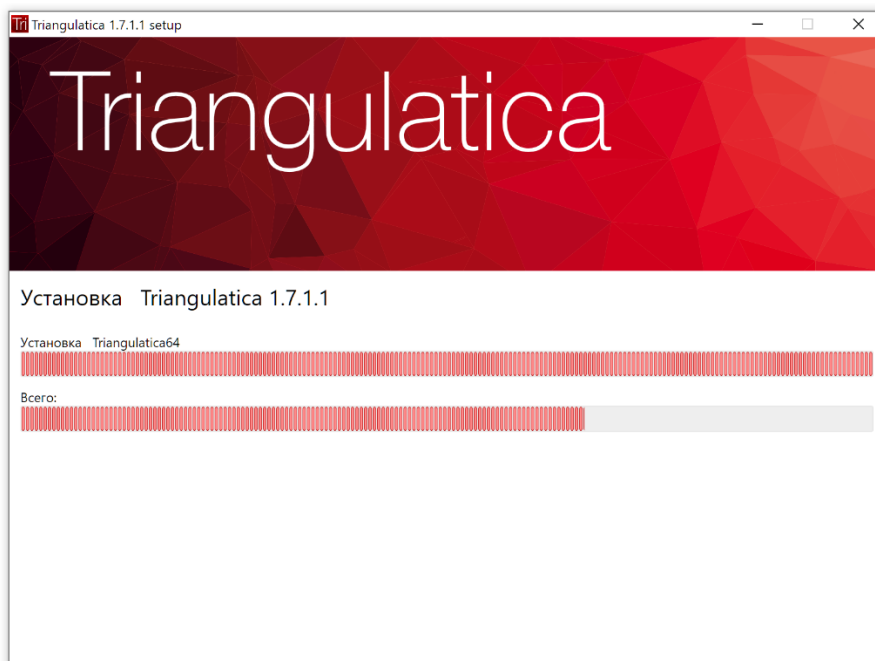 Tri Triangulatica 1.7.1.1 setup
Triangulatica
Установка Triangulatica 1.7.1.1
Установка Triangulatica64
Всего: